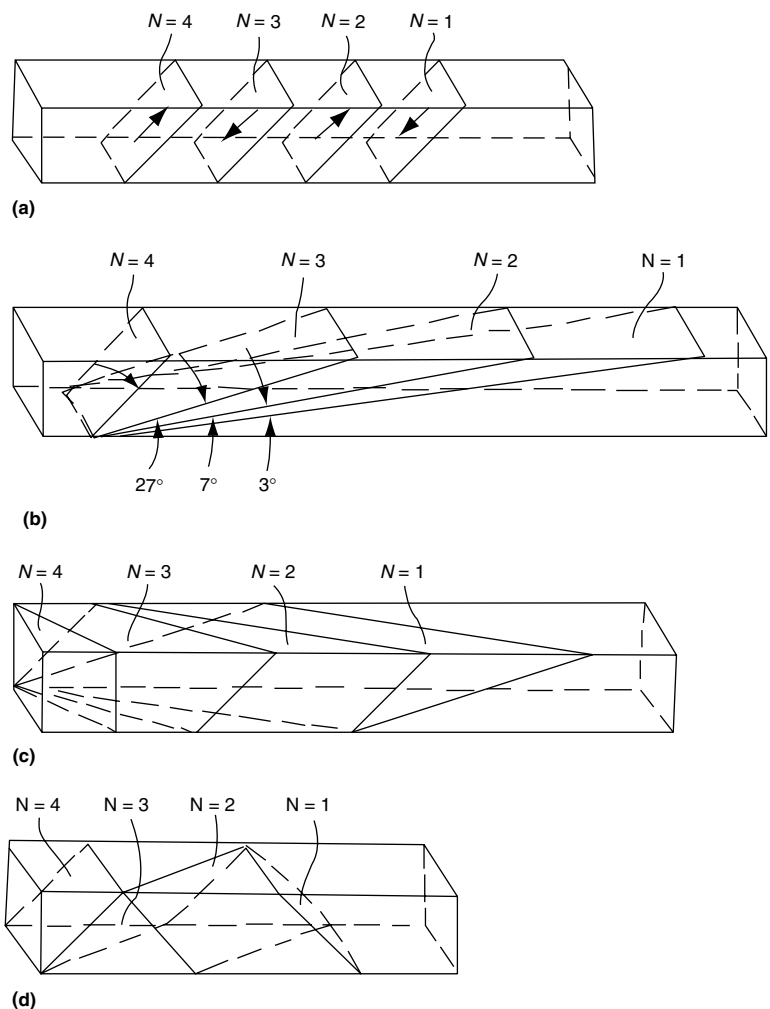 N = 4 N = 3 N = 2 N = 1
(a)
N = 4 N = 3 N = 2 N = 1
27° 7° 3°
(b)
N = 4 N = 3 N = 2 N = 1
(c)
N = 4 N = 3 N = 2 N = 1
(d)